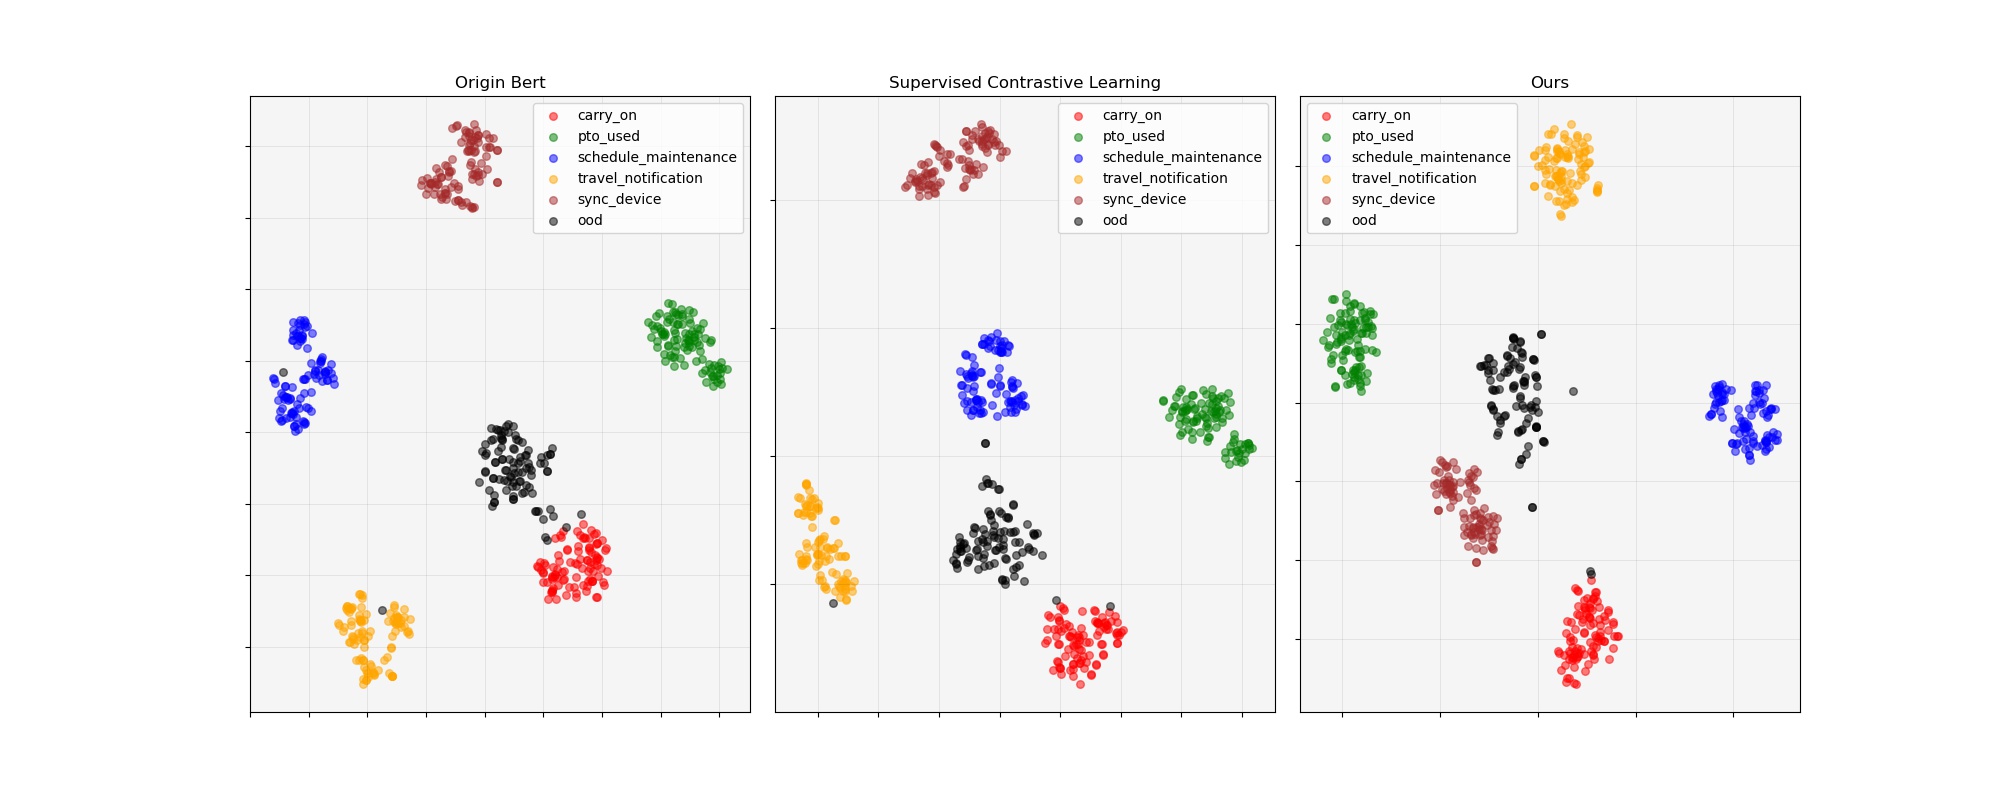 Origin Bert
carry_on
pto_used
schedule_maintenance
travel_notification
sync_device
ood
Supervised Contrastive Learning
carry_on
pto_used
schedule_maintenance
travel_notification
sync_device
ood
Ours
carry_on
pto_used
schedule_maintenance
travel_notification
sync_device
ood